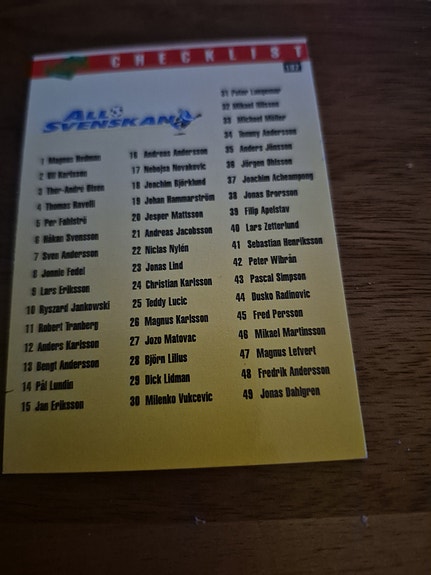 CHECKLIST
197
ALLSVENSKAN
1 Magnus Hedman
2 Ulf Karlsson
3 Thor-André Olsen
4 Thomas Ravelli
5 Per Fahlström
6 Håkan Svensson
7 Sven Andersson
8 Jonnie Fedel
9 Lars Eriksson
10 Ryszard Jankowski
11 Robert Tranberg
12 Anders Karlsson
13 Bengt Andersson
14 Pål Lundin
15 Jan Eriksson
16 Andreas Andersson
17 Nebojsa Novakovic
18 Joachim Björklund
19 Johan Hammarström
20 Jesper Mattsson
21 Andreas Jacobsson
22 Niclas Nylén
23 Jonas Lind
24 Christian Karlsson
25 Teddy Lucic
26 Magnus Karlsson
27 Jozo Matovac
28 Björn Lilius
29 Dick Lidman
30 Milenko Vukcevic
31 Peter
32 Mikael Nilsson
33 Michael Müller
34 Tommy Andersson
35 Anders Jönsson
36 Jörgen Ohlsson
37 Joachim Acheampong
38 Jonas Brorsson
39 Filip Apelstav
40 Lars Zetterlund
41 Sebastian Henriksson
42 Peter Wibrån
43 Pascal Simpson
44 Dusko Radinovic
45 Fred Persson
46 Mikael Martinsson
47 Magnus Lefvert
48 Fredrik Andersson
49 Jonas Dahlgren